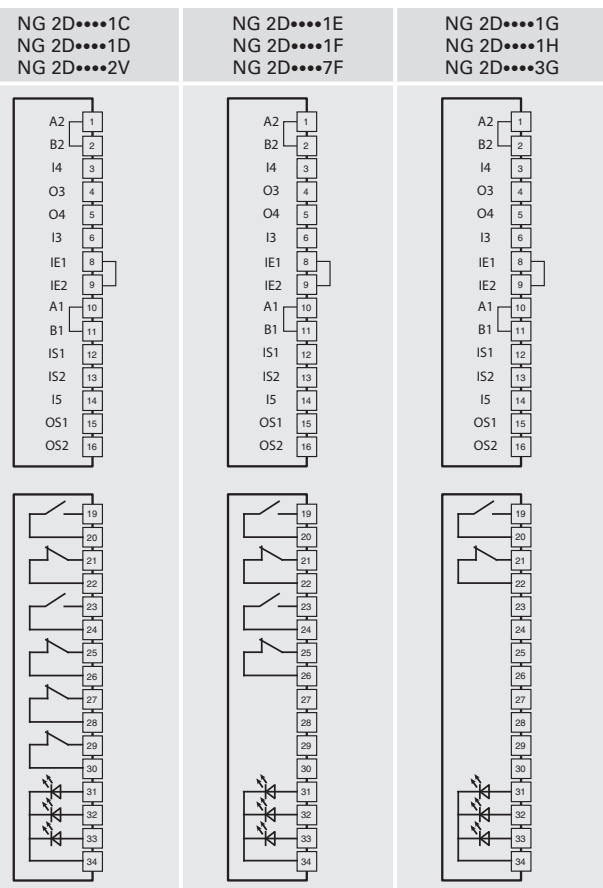 NG 2D••••1C
NG 2D••••1D
NG 2D••••2V
NG 2D••••1E
NG 2D••••1F
NG 2D••••7F
NG 2D••••1G
NG 2D••••1H
NG 2D••••3G
A2 1
B2 2
I4 3
O3 4
O4 5
I3 6
IE1 8
IE2 9
A1 10
B1 11
IS1 12
IS2 13
I5 14
OS1 15
OS2 16
19
20
21
22
23
24
25
26
27
28
29
30
31
32
33
34
A2 1
B2 2
I4 3
O3 4
O4 5
I3 6
IE1 8
IE2 9
A1 10
B1 11
IS1 12
IS2 13
I5 14
OS1 15
OS2 16
19
20
21
22
23
24
25
26
27
28
29
30
31
32
33
34
A2 1
B2 2
I4 3
O3 4
O4 5
I3 6
IE1 8
IE2 9
A1 10
B1 11
IS1 12
IS2 13
I5 14
OS1 15
OS2 16
19
20
21
22
23
24
25
26
27
28
29
30
31
32
33
34